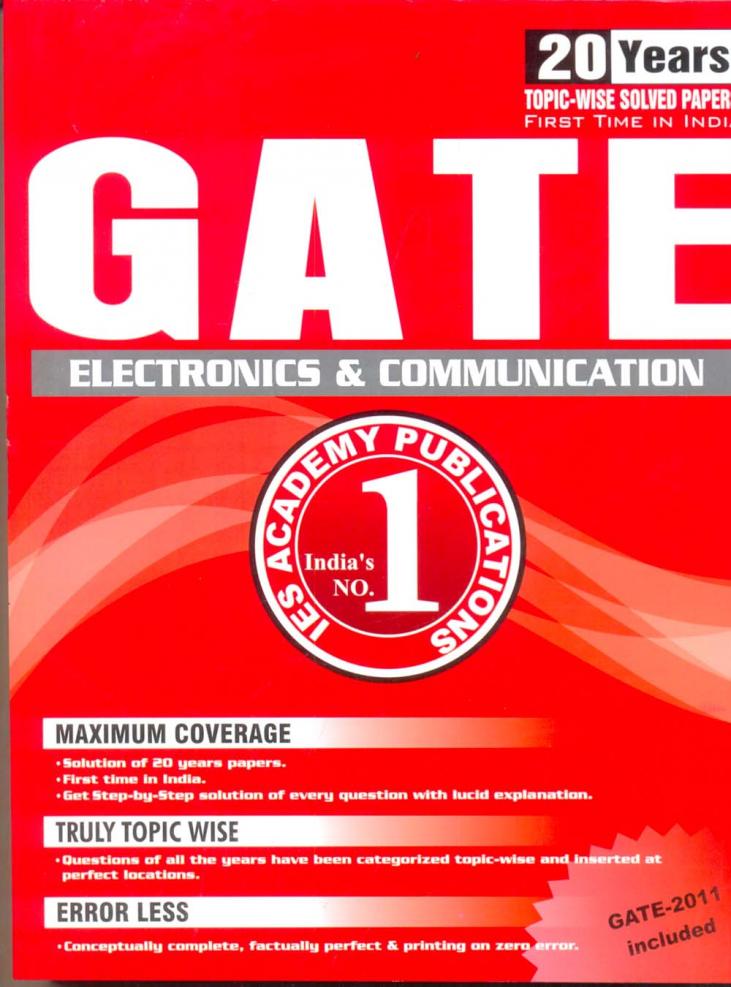 20 Years
TOPIC-WISE SOLVED PAPER
FIRST TIME IN INDI
GATE
ELECTRONICS & COMMUNICATION
IES ACADEMY PUBLICATIONS
India's
NO. 1
MAXIMUM COVERAGE
•Solution of 20 years papers.
•First time in India.
•Get Step-by-Step solution of every question with lucid explanation.
TRULY TOPIC WISE
•Questions of all the years have been categorized topic-wise and inserted at
perfect locations.
ERROR LESS
•Conceptually complete, factually perfect & printing on zero error.
GATE-2011
included